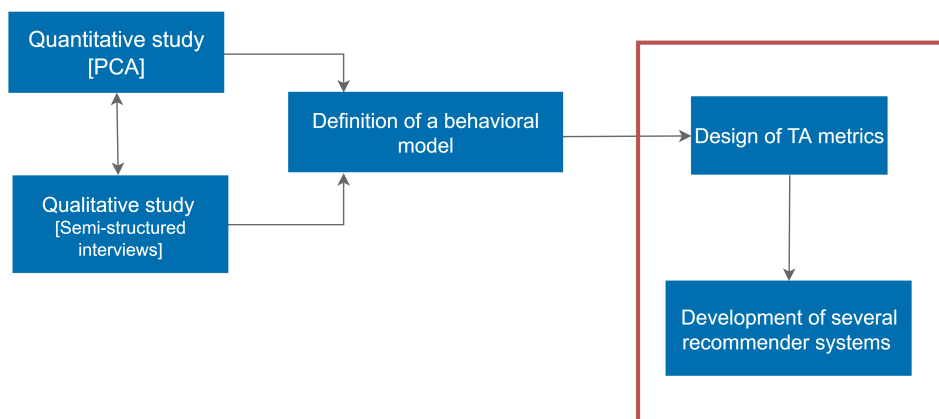 Quantitative study
[PCA]
Definition of a behavioral
model
Design of TA metrics
Qualitative study
[Semi-structured
interviews]
Development of several
recommender systems